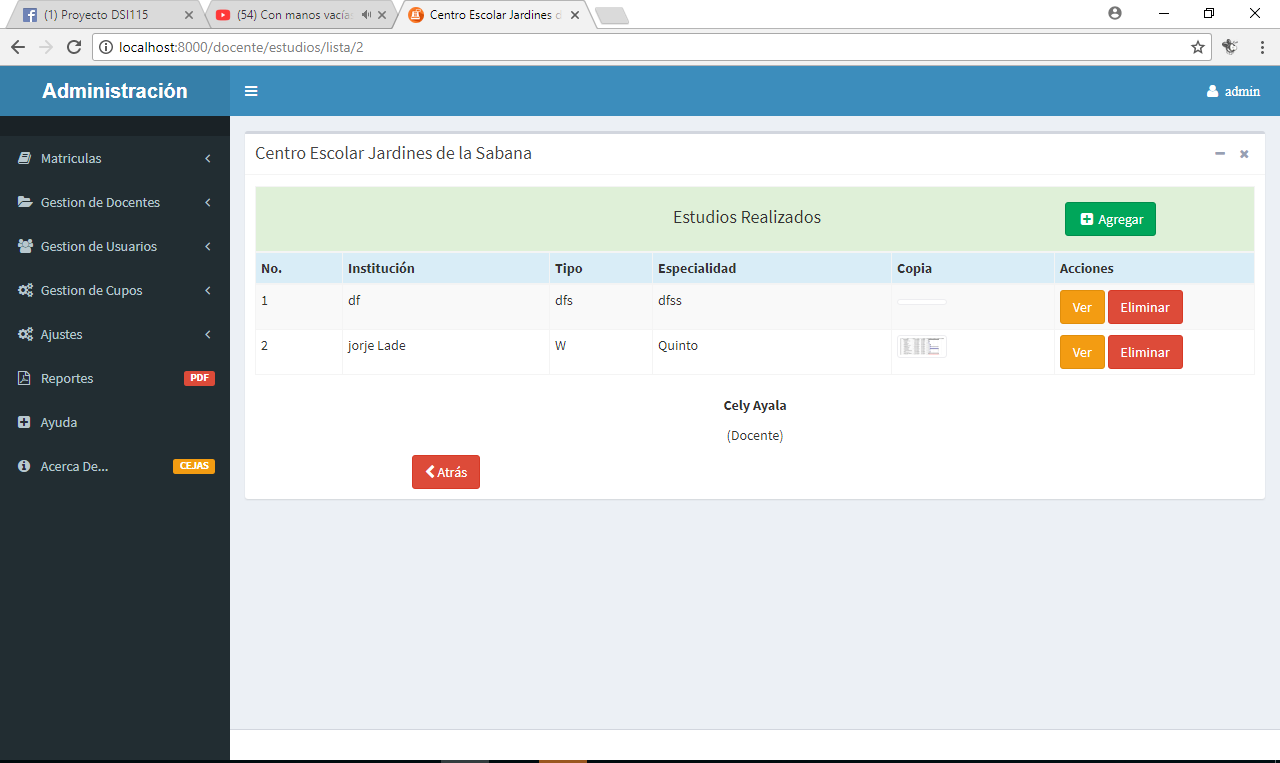 (1) Proyecto DSI115
(54) Con manos vacías
Centro Escolar Jardines d
localhost:8000/docente/estudios/lista/2
Administración
admin
Matriculas
Gestion de Docentes
Gestion de Usuarios
Gestion de Cupos
Ajustes
Reportes PDF
Ayuda
Acerca De... CEJAS
Centro Escolar Jardines de la Sabana
Estudios Realizados
Agregar
No. Institución Tipo Especialidad Copia Acciones
1 df dfs dfss Ver Eliminar
2 jorje Lade W Quinto Ver Eliminar
Cely Ayala
(Docente)
Atrás